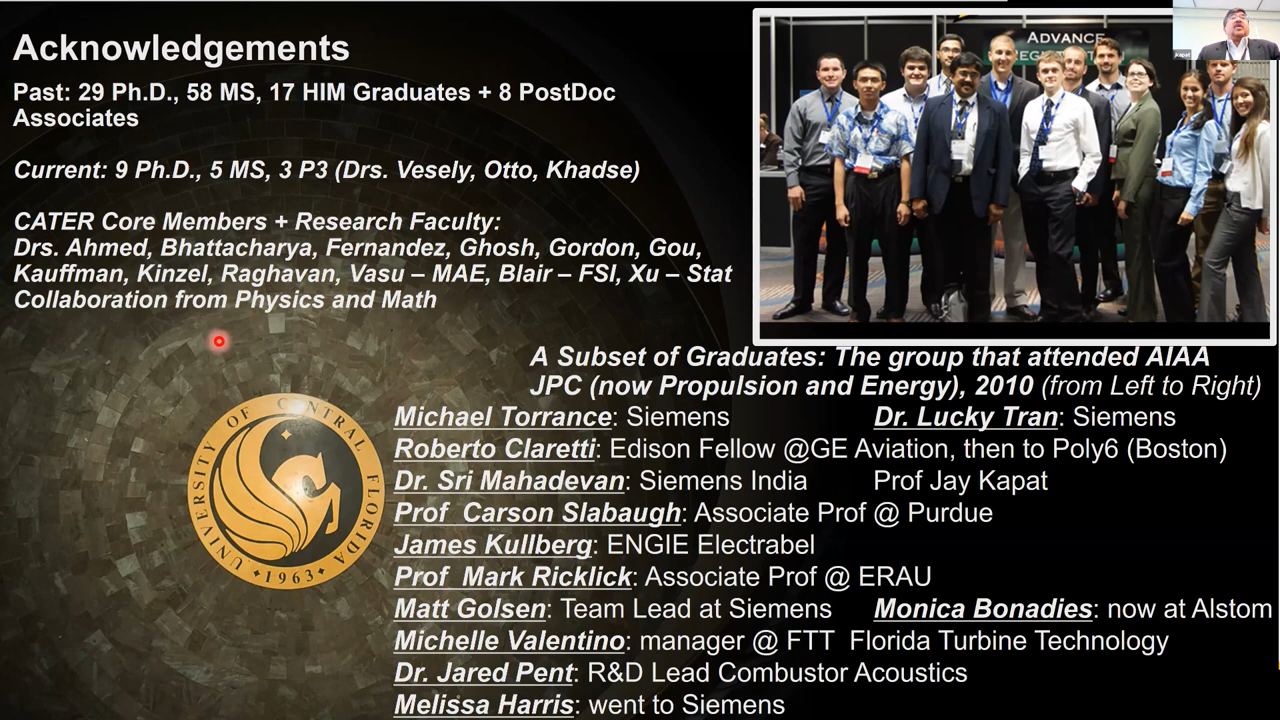 Acknowledgements
Past: 29 Ph.D., 58 MS, 17 HIM Graduates + 8 PostDoc
Associates
Current: 9 Ph.D., 5 MS, 3 P3 (Drs. Vesely, Otto, Khadse)
CATER Core Members + Research Faculty:
Drs. Ahmed, Bhattacharya, Fernandez, Ghosh, Gordon, Gou,
Kauffman, Kinzel, Raghavan, Vasu – MAE, Blair – FSI, Xu – Stat
Collaboration from Physics and Math
ADVANCE
jkapat
A Subset of Graduates: The group that attended AIAA
JPC (now Propulsion and Energy), 2010 (from Left to Right)
Michael Torrance: Siemens Dr. Lucky Tran: Siemens
Roberto Claretti: Edison Fellow @GE Aviation, then to Poly6 (Boston)
Dr. Sri Mahadevan: Siemens India Prof Jay Kapat
Prof Carson Slabaugh: Associate Prof @ Purdue
James Kullberg: ENGIE Electrabel
Prof Mark Ricklick: Associate Prof @ ERAU
Matt Golsen: Team Lead at Siemens Monica Bonadies: now at Alstom
Michelle Valentino: manager @ FTT Florida Turbine Technology
Dr. Jared Pent: R&D Lead Combustor Acoustics
Melissa Harris: went to Siemens
UNIVERSITY OF CENTRAL FLORIDA
1963